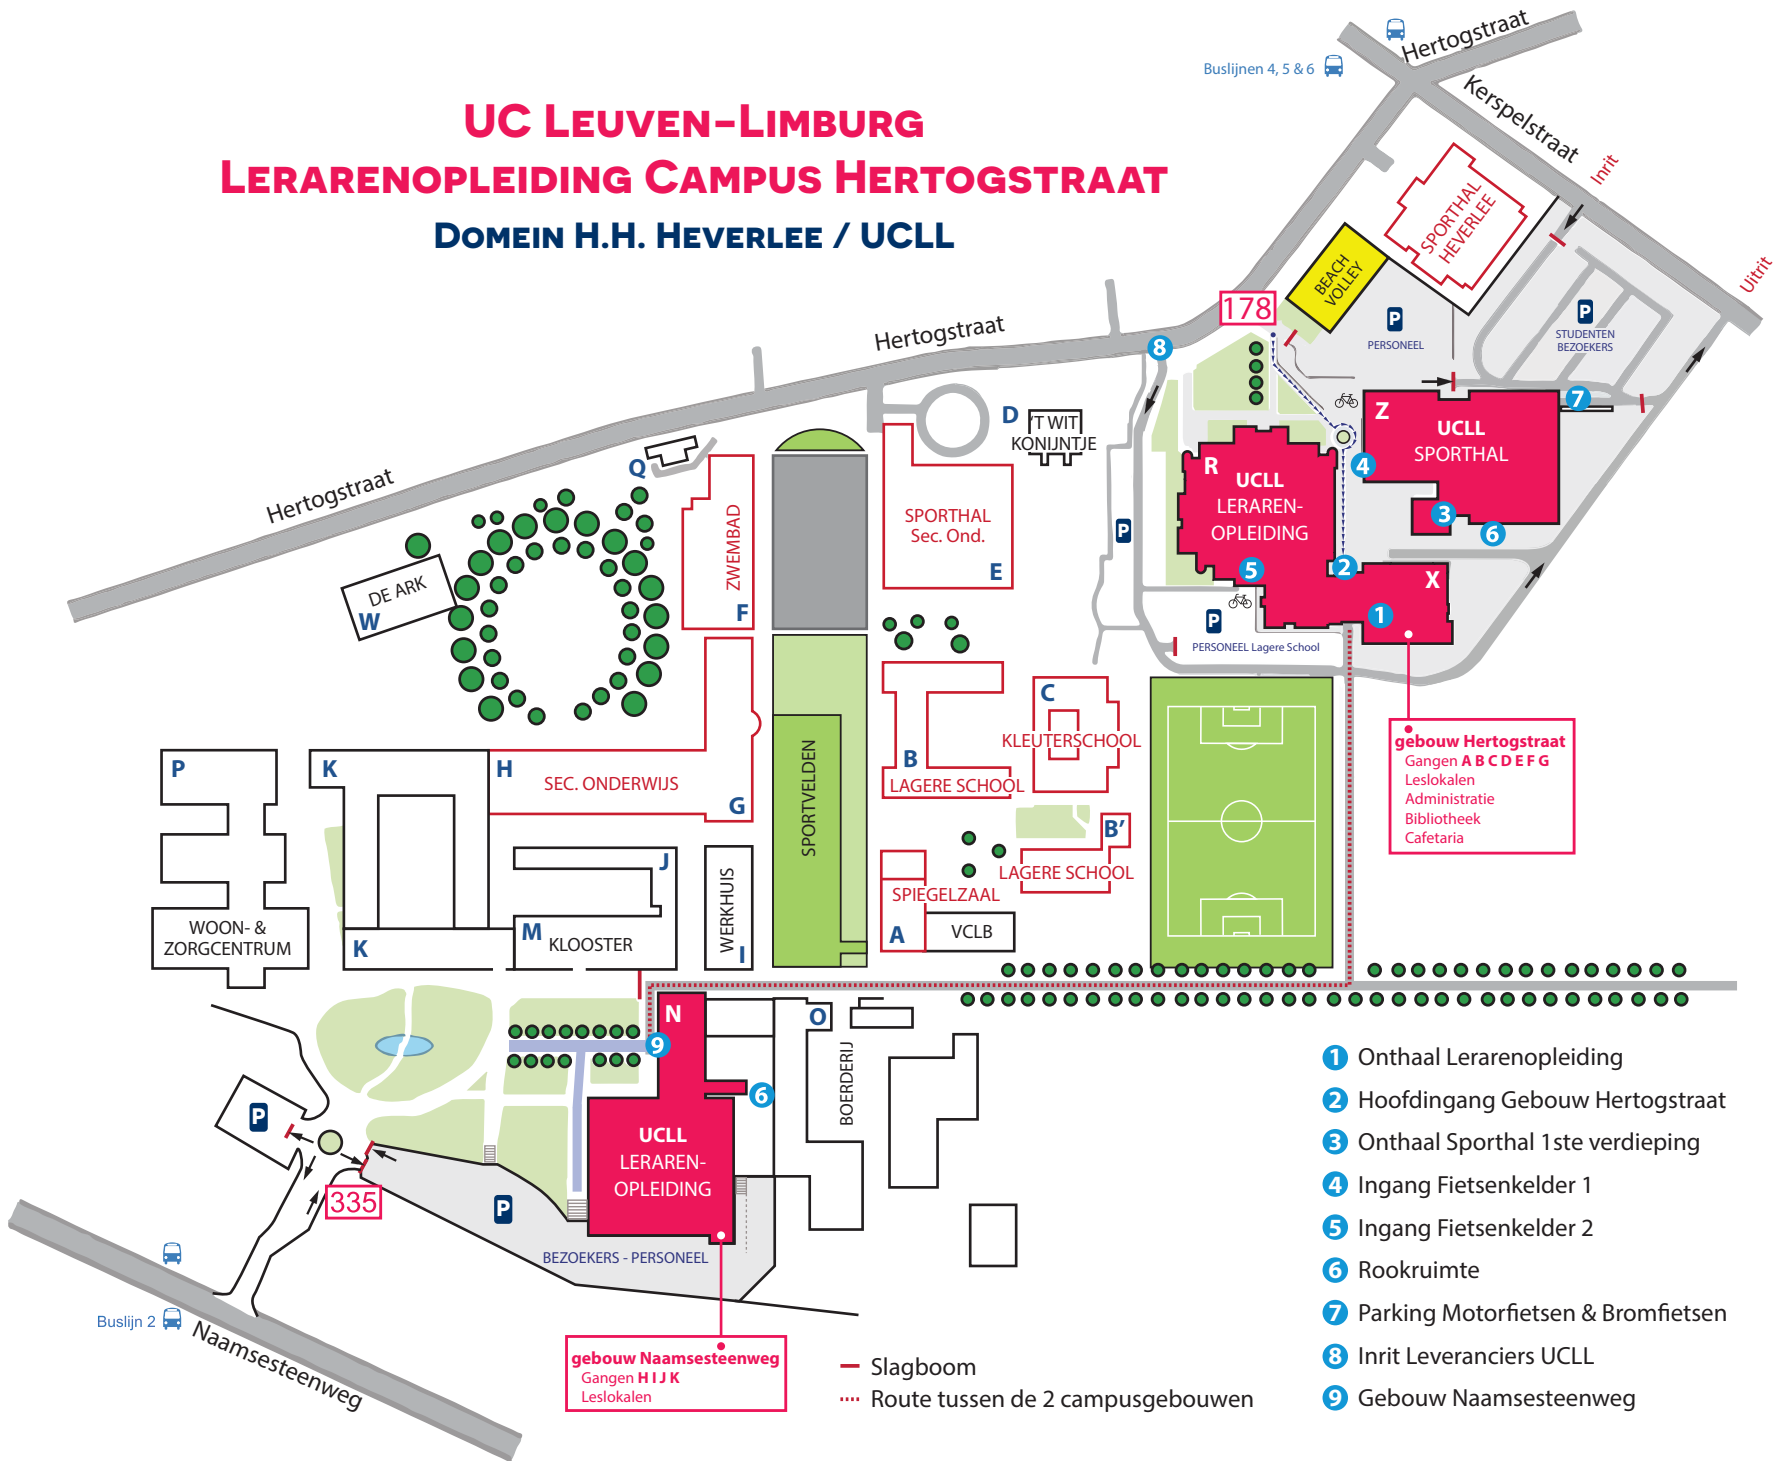 UC Leuven-Limburg
Lerarenopleiding Campus Hertogstraat
Domein H.H. Heverlee / UCLL
Buslijnen 4, 5 & 6
Hertogstraat
Kerspelstraat
Inrit
Uitrit
SPORTHAL
HEVERLEE
BEACH
VOLLEY
178
P
PERSONEEL
P
STUDENTEN
BEZOEKERS
Hertogstraat
8
7
Z
UCLL
SPORTHAL
4
3
6
R
UCLL
LERAREN-
OPLEIDING
5
2
X
1
D
'T WIT
KONIJNTJE
P
P
PERSONEEL Lagere School
Hertogstraat
Q
ZWEMBAD
F
SPORTHAL
Sec. Ond.
E
DE ARK
W
C
KLEUTERSCHOOL
B
LAGERE SCHOOL
B’
LAGERE SCHOOL
SPORTVELDEN
P
K
H
SEC. ONDERWIJS
G
J
WERKHUIS
I
SPIEGELZAAL
A
VCLB
WOON- &
ZORGCENTRUM
K
M
KLOOSTER
gebouw Hertogstraat
Gangen A B C D E F G
Leslokalen
Administratie
Bibliotheek
Cafetaria
N
9
O
BOERDERIJ
6
UCLL
LERAREN-
OPLEIDING
P
335
P
BEZOEKERS - PERSONEEL
Buslijn 2
Naamsesteenweg
gebouw Naamsesteenweg
Gangen H I J K
Leslokalen
Slagboom
Route tussen de 2 campusgebouwen
1 Onthaal Lerarenopleiding
2 Hoofdingang Gebouw Hertogstraat
3 Onthaal Sporthal 1ste verdieping
4 Ingang Fietsenkelder 1
5 Ingang Fietsenkelder 2
6 Rookruimte
7 Parking Motorfietsen & Bromfietsen
8 Inrit Leveranciers UCLL
9 Gebouw Naamsesteenweg